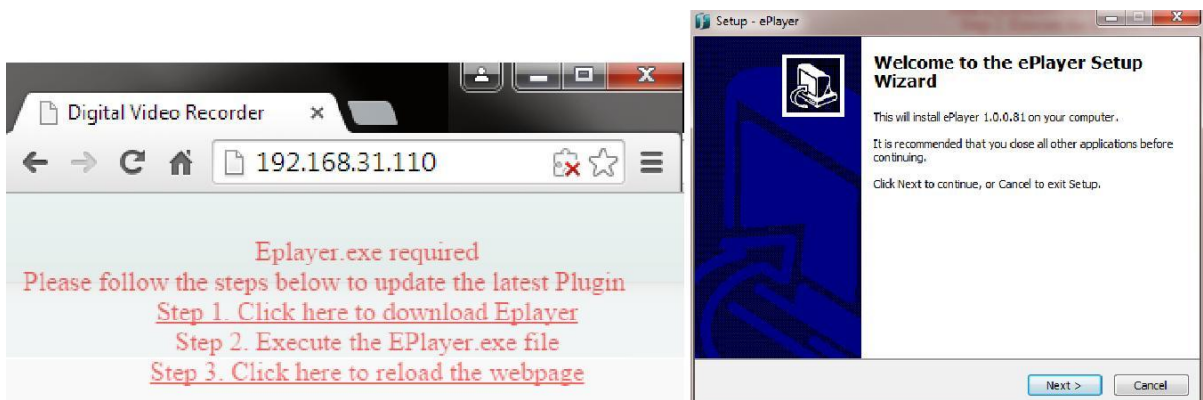 Digital Video Recorder
192.168.31.110
Eplayer.exe required
Please follow the steps below to update the latest Plugin
Step 1. Click here to download Eplayer
Step 2. Execute the EPlayer.exe file
Step 3. Click here to reload the webpage
Setup - ePlayer
Welcome to the ePlayer Setup
Wizard
This will install ePlayer 1.0.0.81 on your computer.
It is recommended that you close all other applications before
continuing.
Click Next to continue, or Cancel to exit Setup.
Next >
Cancel